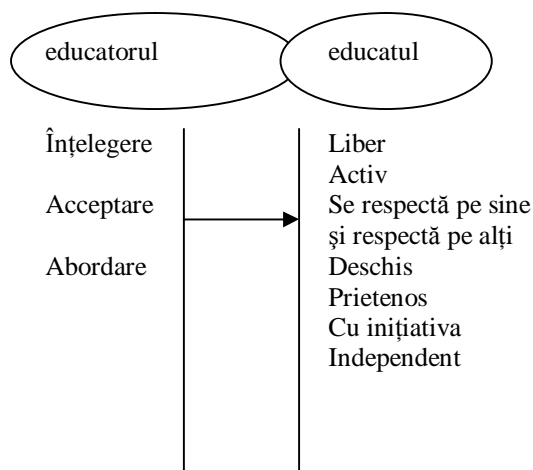 educatorul
educatul
Înțelegere
Acceptare
Abordare
Liber
Activ
Se respectă pe sine
şi respectă pe alți
Deschis
Prietenos
Cu inițiativa
Independent